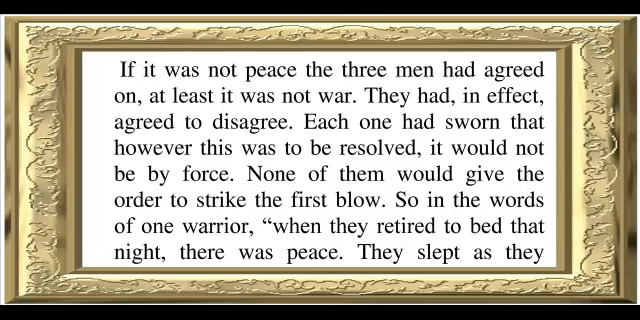 If it was not peace the three men had agreed
on, at least it was not war. They had, in effect,
agreed to disagree. Each one had sworn that
however this was to be resolved, it would not
be by force. None of them would give the
order to strike the first blow. So in the words
of one warrior, “when they retired to bed that
night, there was peace. They slept as they